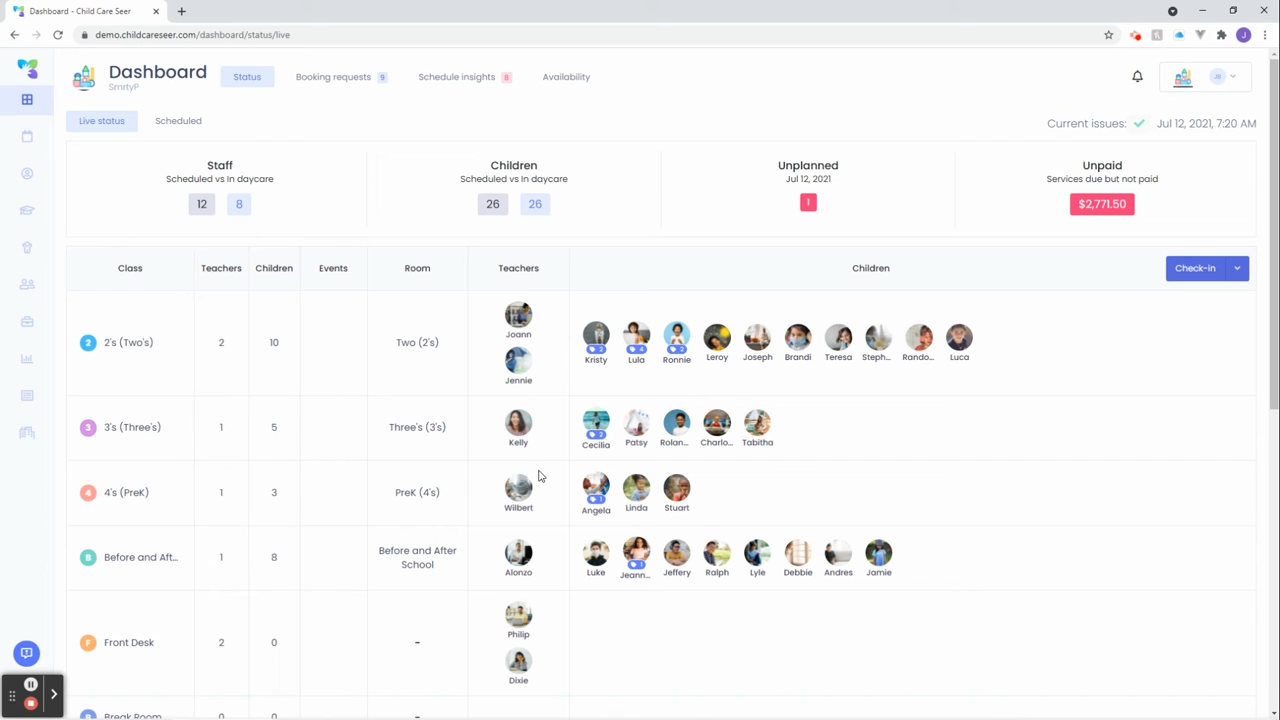 Dashboard - Child Care Seer
demo.childcareseer.com/dashboard/status/live
J
Dashboard
SmrtyP
Status
Booking requests 9
Schedule insights 8
Availability
Live status
Scheduled
Current issues:
Jul 12, 2021, 7:20 AM
Staff
Scheduled vs In daycare
12 8
Children
Scheduled vs In daycare
26 26
Unplanned
Jul 12, 2021
1
Unpaid
Services due but not paid
$2,771.50
Class Teachers Children Events Room Teachers Children Check-in
2 2's (Two's) 2 10 Two (2's)
Joann
Jennie
Kristy Lula Ronnie Leroy Joseph Brandi Teresa Steph... Rando... Luca
3 3's (Three's) 1 5 Three's (3's)
Kelly
Cecilia Patsy Rolan... Charlo... Tabitha
4 4's (PreK) 1 3 PreK (4's)
Wilbert
Angela Linda Stuart
B Before and Aft... 1 8 Before and After
School
Alonzo
Luke Jeann... Jeffery Ralph Lyle Debbie Andres Jamie
F Front Desk 2 0 -
Philip
Dixie
Break Room 0 0